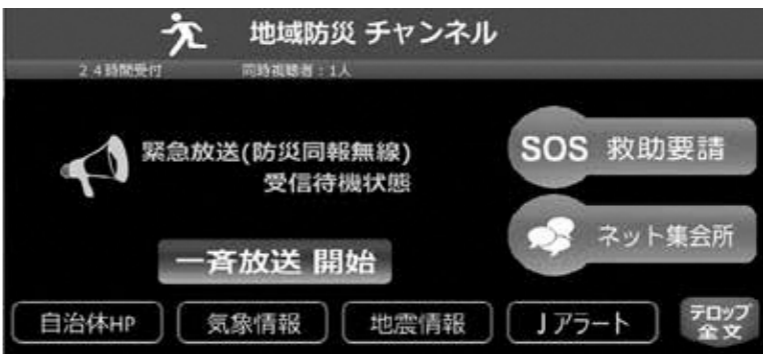 地域防災 チャンネル
24時間受付 同時視聴者：1人
緊急放送(防災同報無線)
受信待機状態
SOS 救助要請
ネット集会所
一斉放送 開始
自治体HP 気象情報 地震情報 Jアラート テロップ
全文